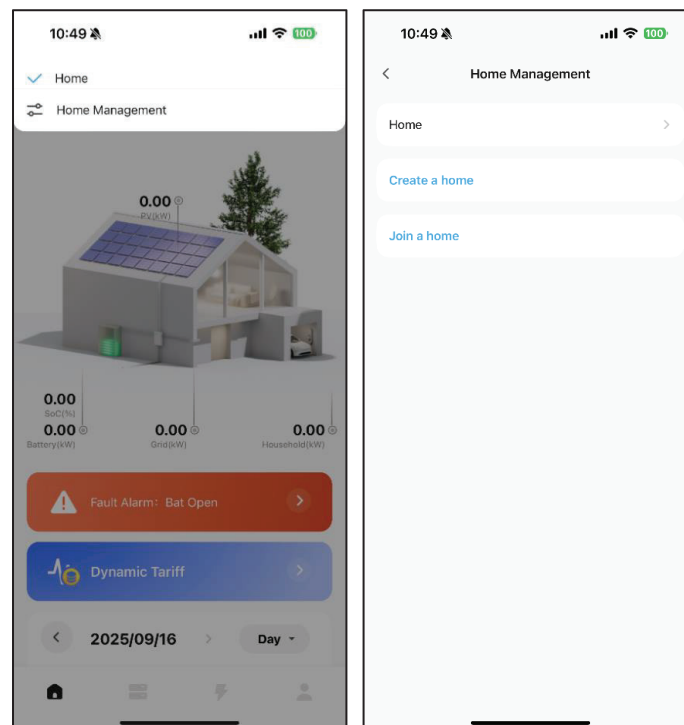 10:49
100
Home
Home Management
0.00
PV(kW)
0.00
SoC(%)
0.00
Battery(kW)
0.00
Grid(kW)
0.00
Household(kW)
Fault Alarm: Bat Open
Dynamic Tariff
2025/09/16
Day
10:49
100
Home Management
Home
Create a home
Join a home